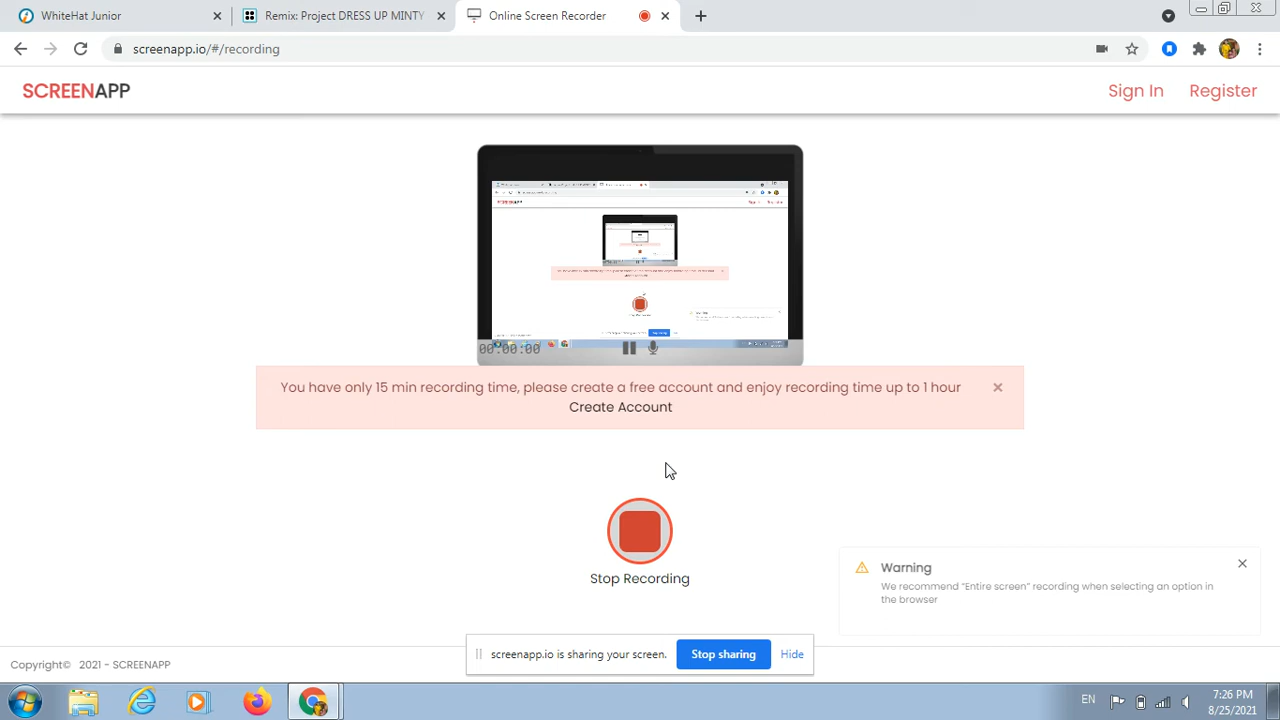 WhiteHat Junior
Remix: Project DRESS UP MINTY
Online Screen Recorder
screenapp.io/#/recording
SCREENAPP
Sign In
Register
00:00:00
You have only 15 min recording time, please create a free account and enjoy recording time up to 1 hour
Create Account
Stop Recording
Warning
We recommend “Entire screen” recording when selecting an option in
the browser
screenapp.io is sharing your screen.
Stop sharing
Hide
Copyright© 2021 - SCREENAPP
EN
7:26 PM
8/25/2021